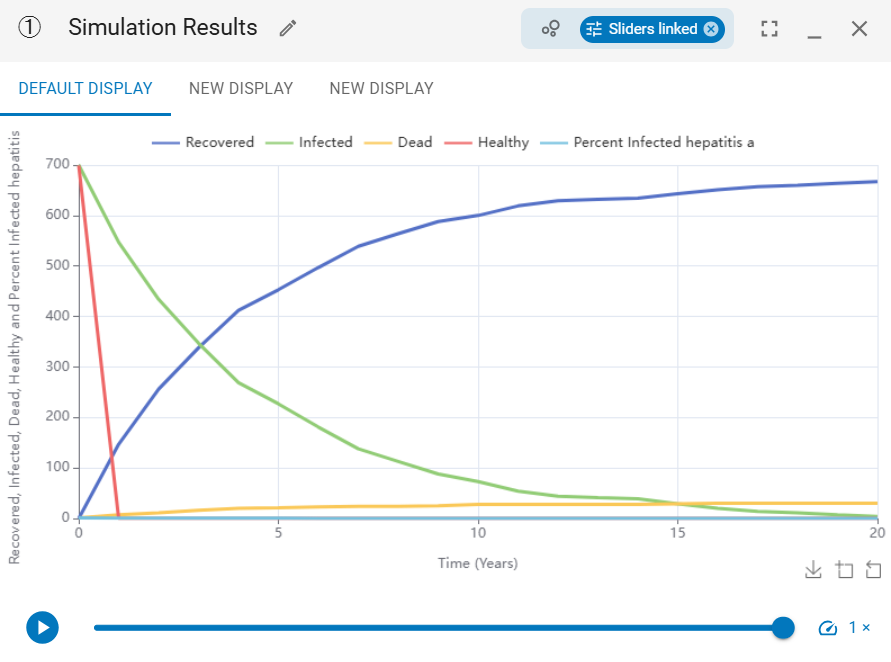 ① Simulation Results Sliders linked
DEFAULT DISPLAY NEW DISPLAY NEW DISPLAY
Recovered Infected Dead Healthy Percent Infected hepatitis a
Recovered, Infected, Dead, Healthy and Percent Infected hepatitis
700
600
500
400
300
200
100
0
0 5 10 15 20
Time (Years)
1 ×